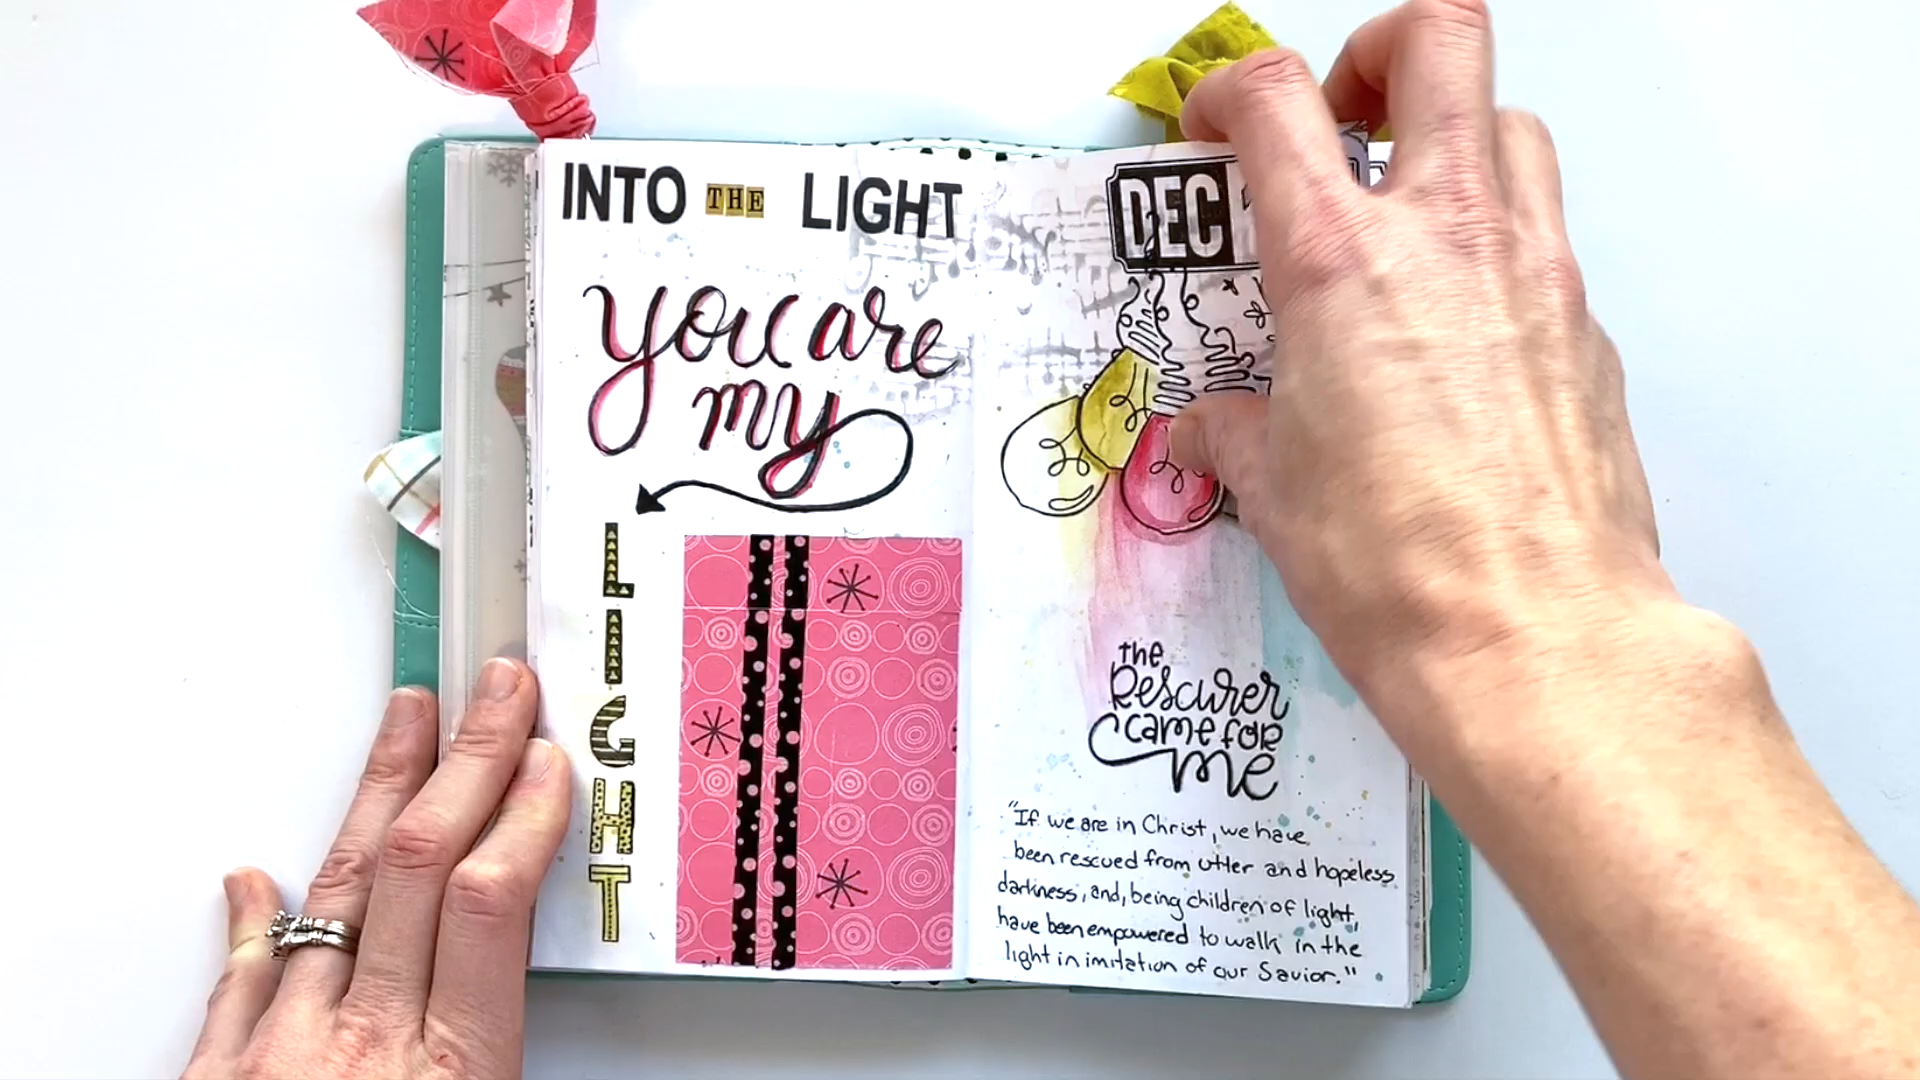 INTO THE LIGHT
you are
my
LIGHT
DEC
the
Rescurer
came for
me
"If we are in Christ, we have
been rescued from utter and hopeless
darkness, and, being children of light,
have been empowered to walk in the
light in imitation of our Savior."